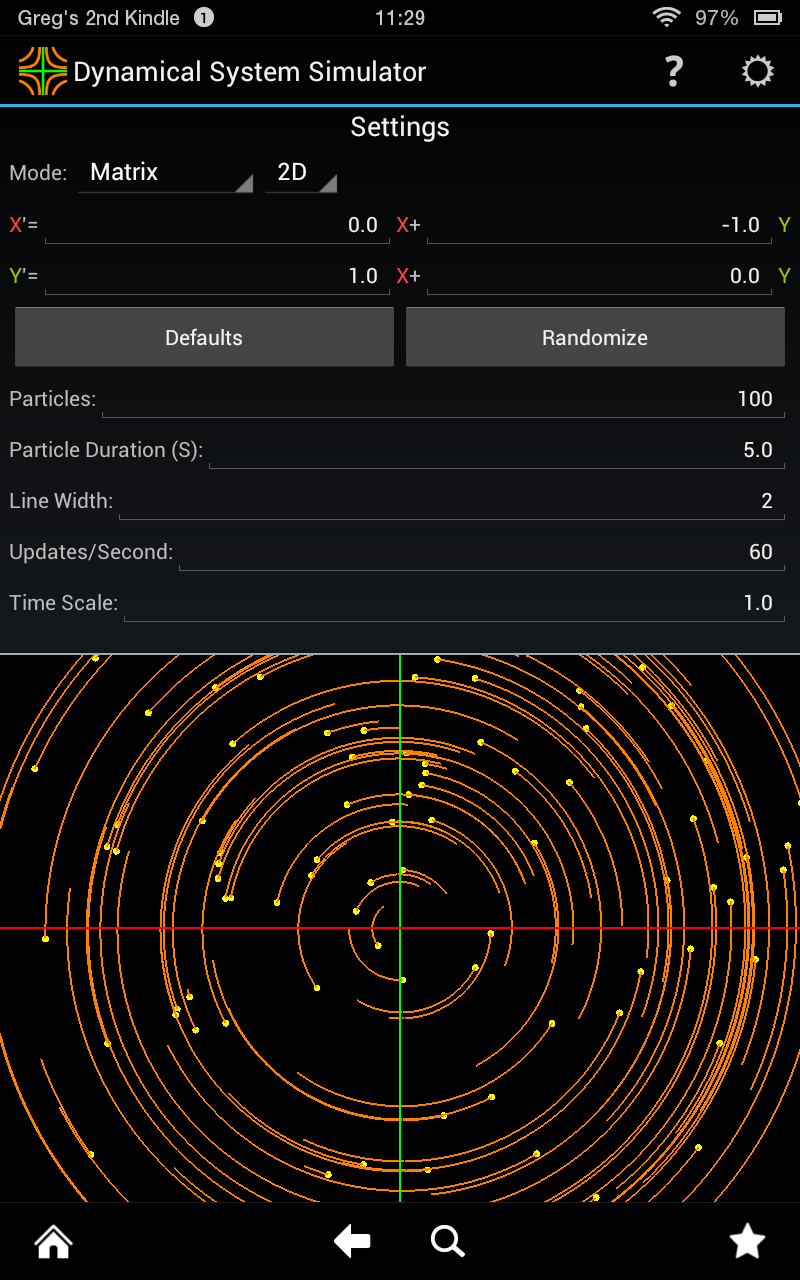 Greg's 2nd Kindle 1 11:29 97%
Dynamical System Simulator ?
Settings
Mode: Matrix 2D
X'= 0.0 X+ -1.0 Y
Y'= 1.0 X+ 0.0 Y
Defaults Randomize
Particles: 100
Particle Duration (S): 5.0
Line Width: 2
Updates/Second: 60
Time Scale: 1.0